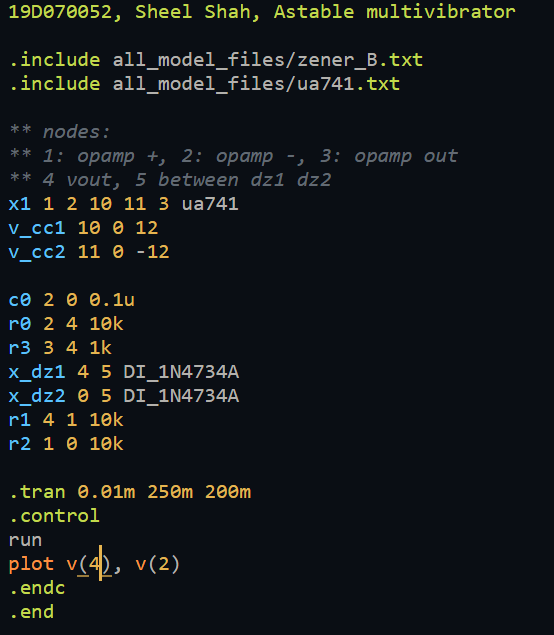 19D070052, Sheel Shah, Astable multivibrator
.include all_model_files/zener_B.txt
.include all_model_files/ua741.txt
** nodes:
** 1: opamp +, 2: opamp -, 3: opamp out
** 4 vout, 5 between dz1 dz2
x1 1 2 10 11 3 ua741
v_cc1 10 0 12
v_cc2 11 0 -12
c0 2 0 0.1u
r0 2 4 10k
r3 3 4 1k
x_dz1 4 5 DI_1N4734A
x_dz2 0 5 DI_1N4734A
r1 4 1 10k
r2 1 0 10k
.tran 0.01m 250m 200m
.control
run
plot v(4), v(2)
.endc
.end